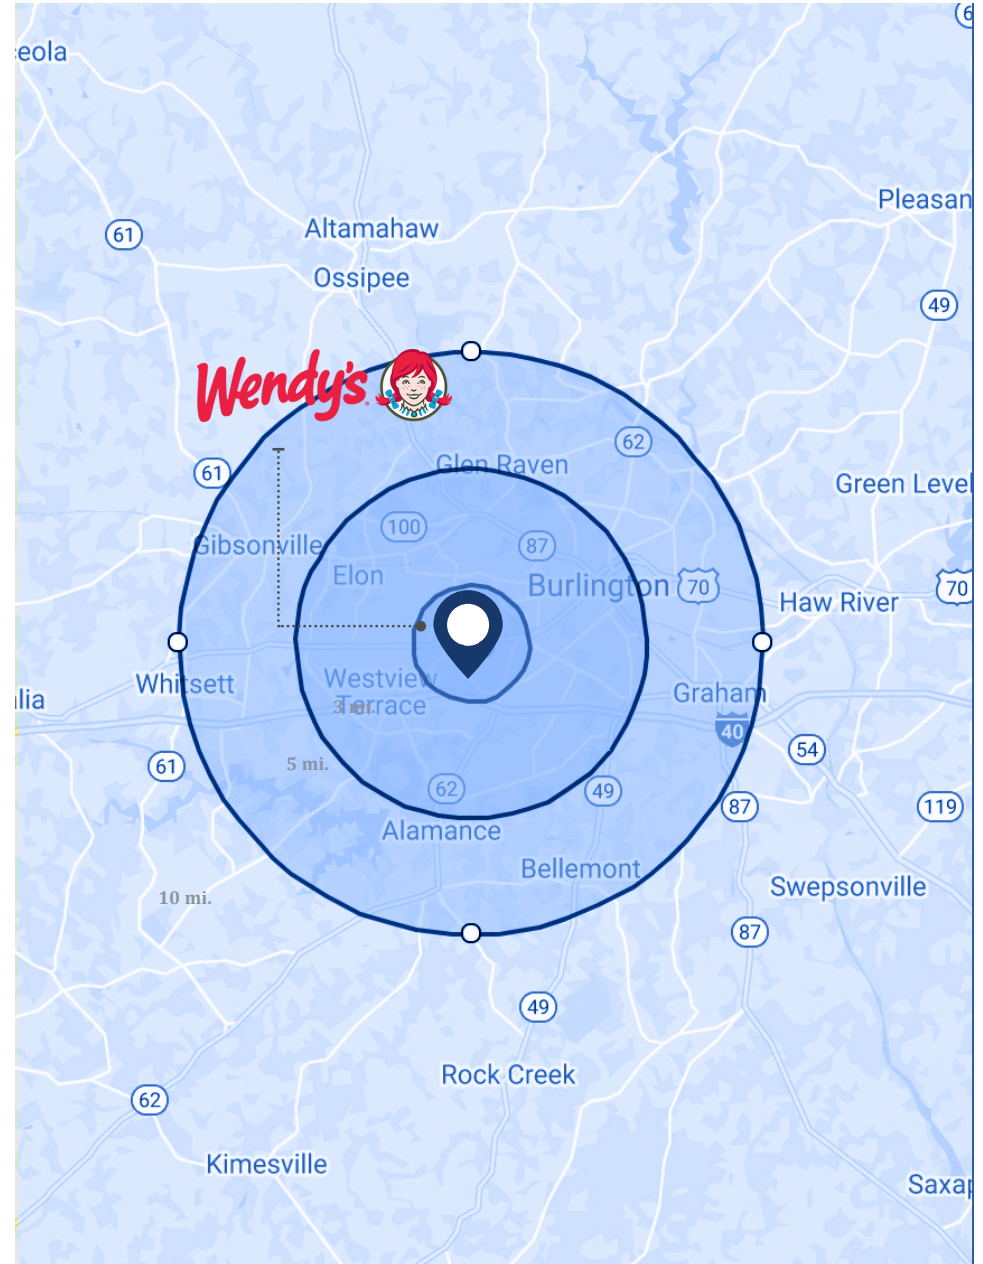 6
eola
Pleasan
61
Altamahaw
Ossipee
49
Wendy's
62
Glen Raven
61
Green Level
100
Gibsonville
87
Elon
Burlington
70
70
Haw River
Westview
Terrace
Whitsett
Graham
lia
3 mi.
40
54
5 mi.
61
62
49
87
119
Alamance
Bellemont
Swepsonville
10 mi.
87
49
Rock Creek
62
Kimesville
Saxap